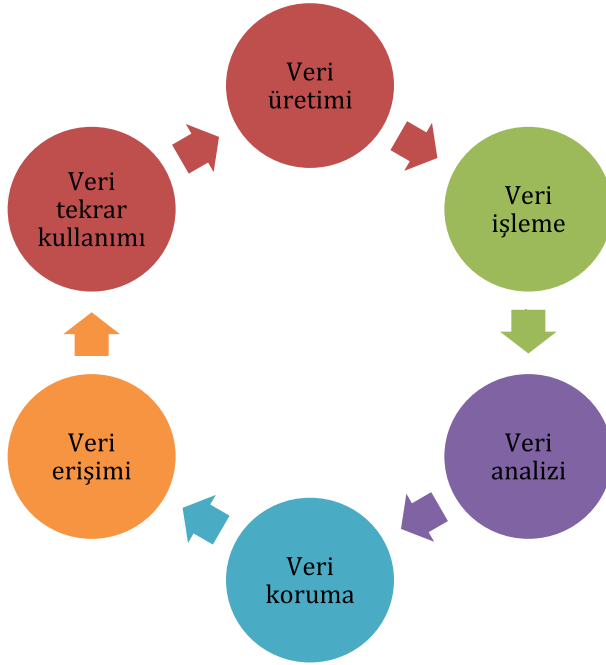 Veri
üretimi
Veri
işleme
Veri
analizi
Veri
koruma
Veri
erişimi
Veri
tekrar
kullanımı